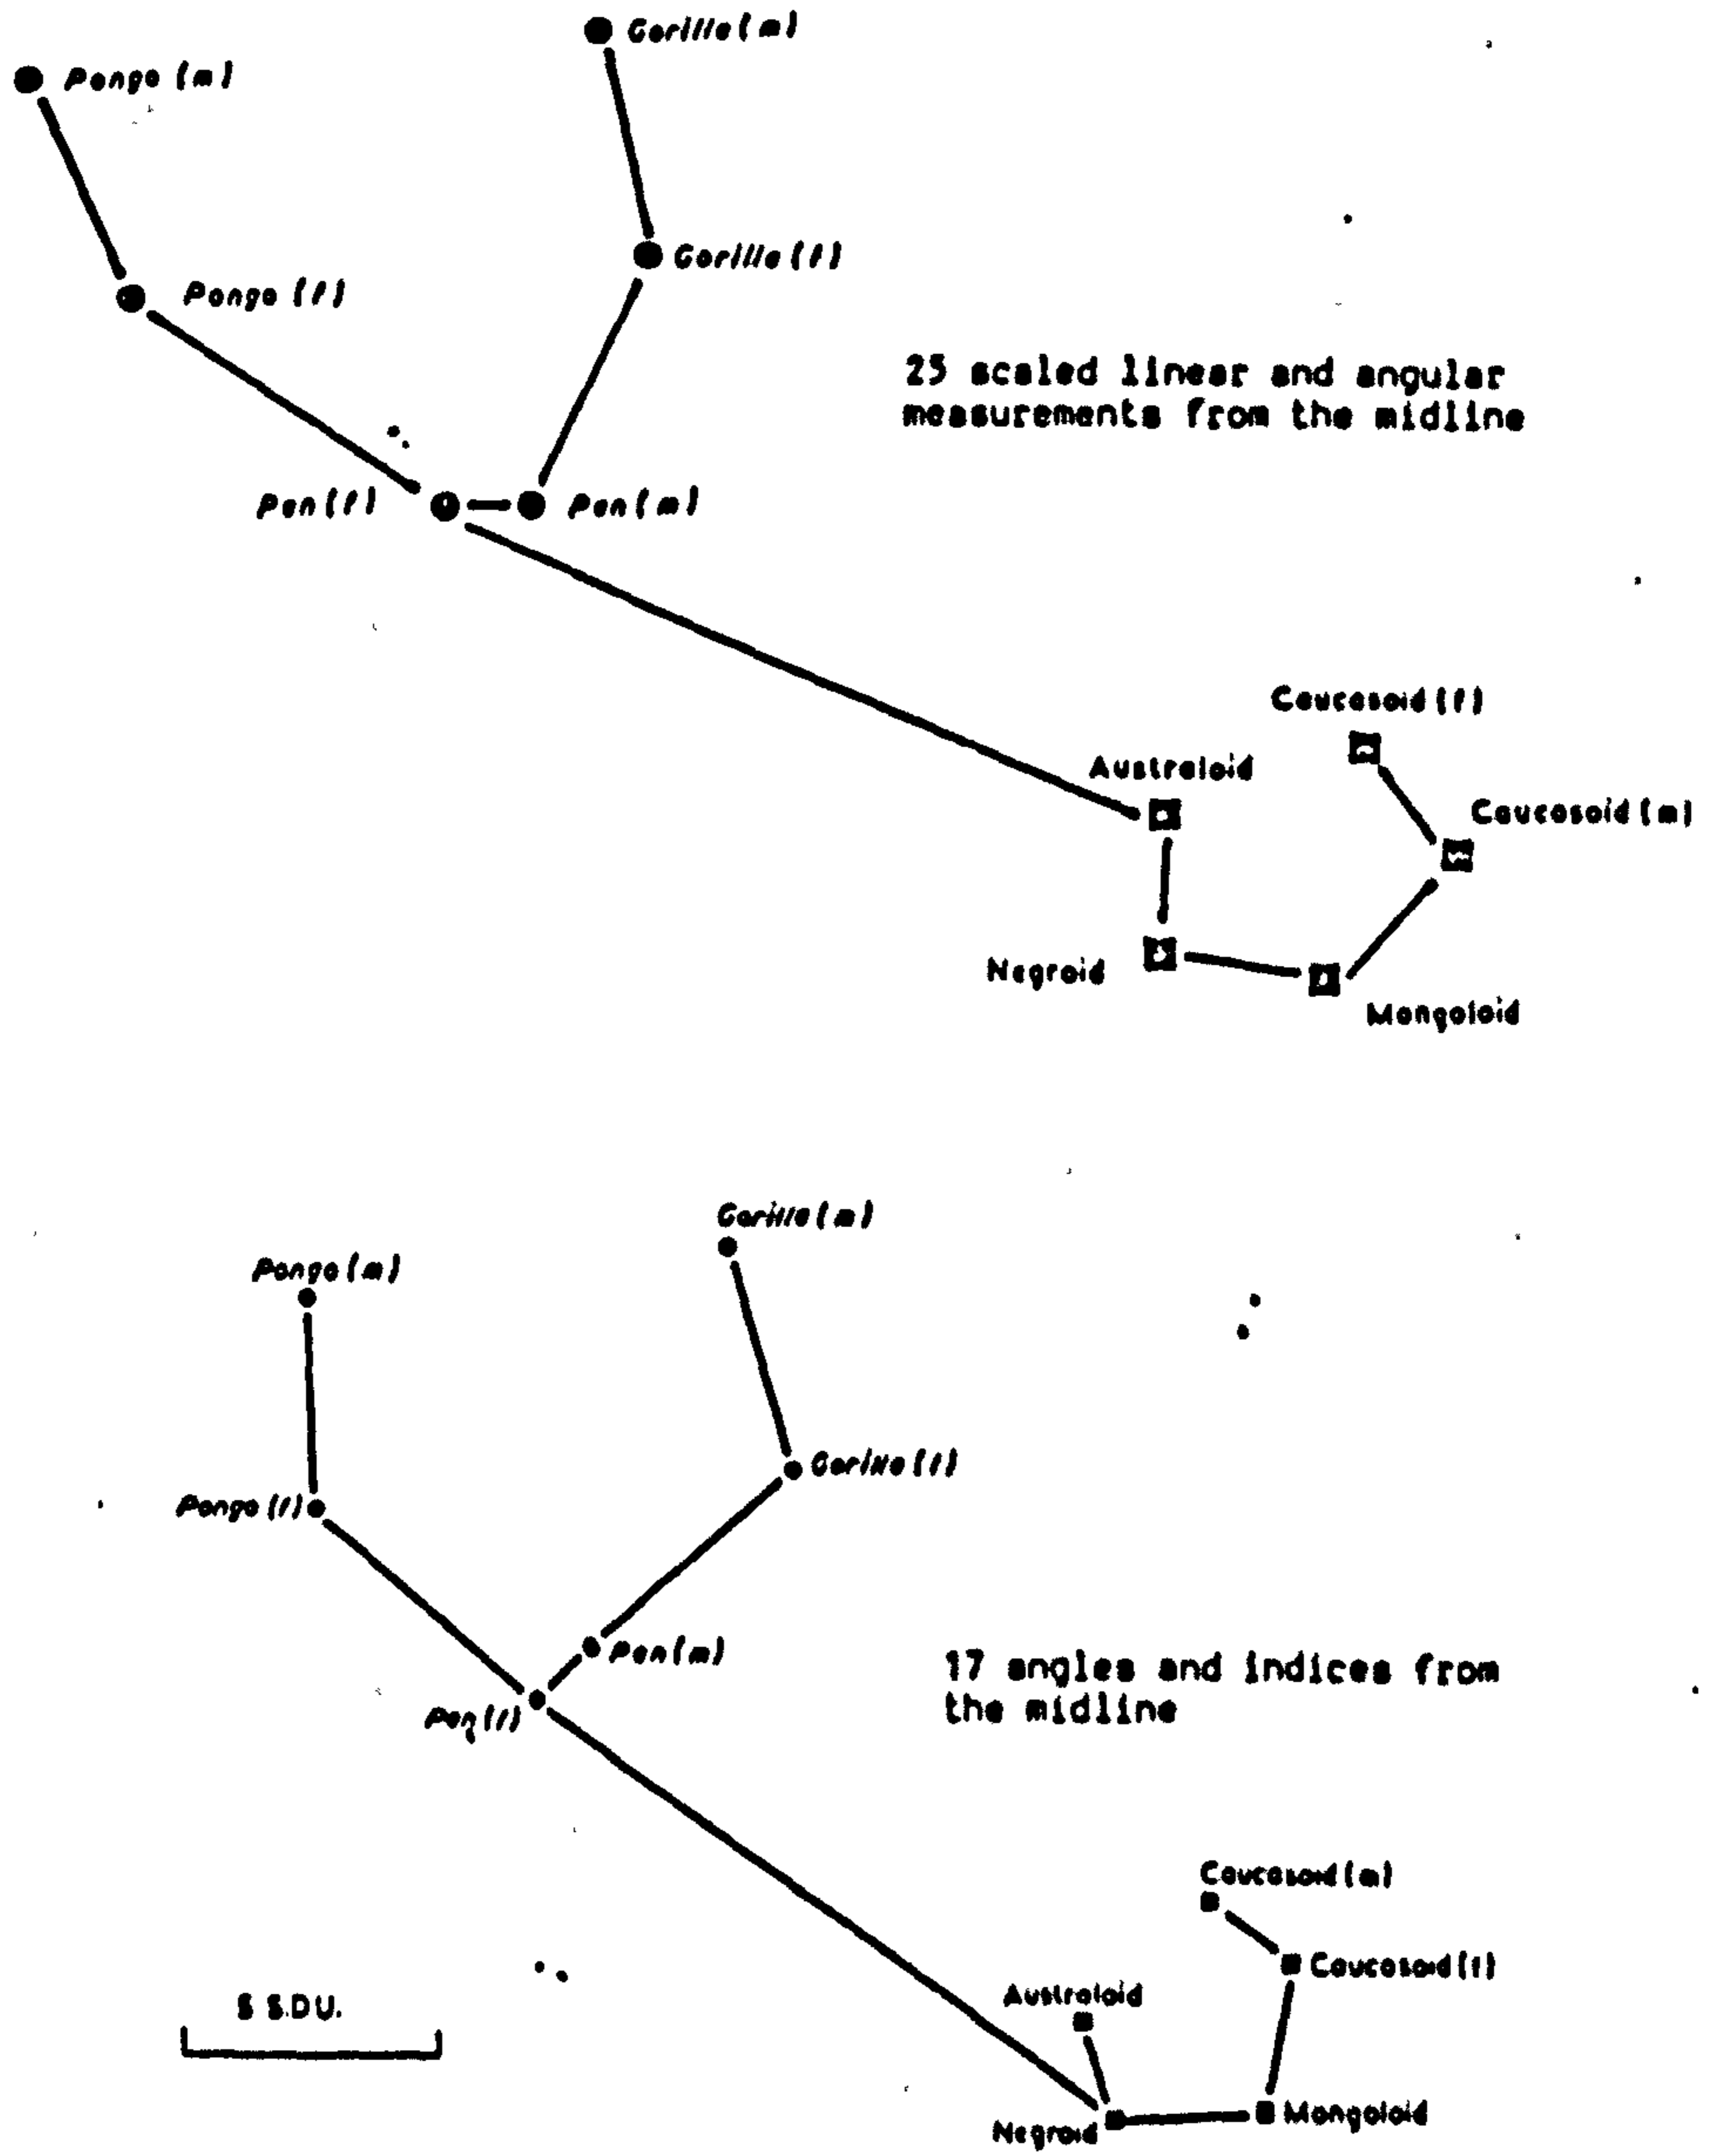 Gorilla (m)
Pongo (m)
Gorilla (f)
Pongo (f)
25 scaled linear and angular
measurements from the midline
Pan (f)
Pan (m)
Caucasoid (f)
Australoid
Caucasoid (m)
Negroid
Mongoloid
Gorilla (m)
Pongo (m)
Gorilla (f)
Pongo (f)
Pan (m)
17 angles and indices from
the midline
Pan (f)
Caucasoid (m)
Caucasoid (f)
Australoid
5 S.D.U.
Mongoloid
Negroid